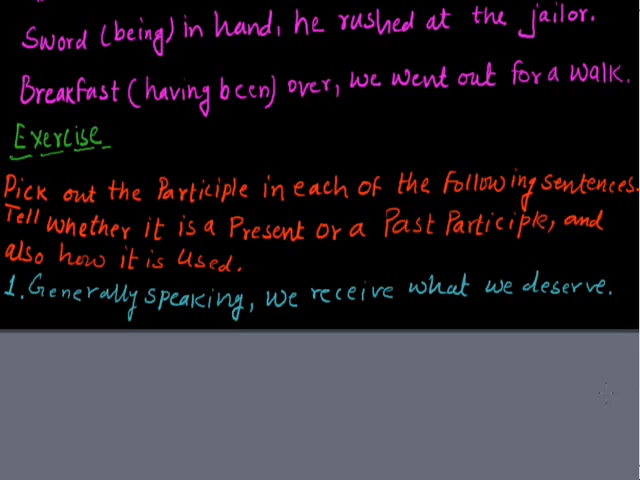 Sword (being) in hand, he rushed at the jailor.
Breakfast (having been) over, we went out for a walk.
Exercise
Pick out the Participle in each of the following sentences.
Tell whether it is a Present or a Past Participle, and
also how it is used.
1. Generally speaking, we receive what we deserve.